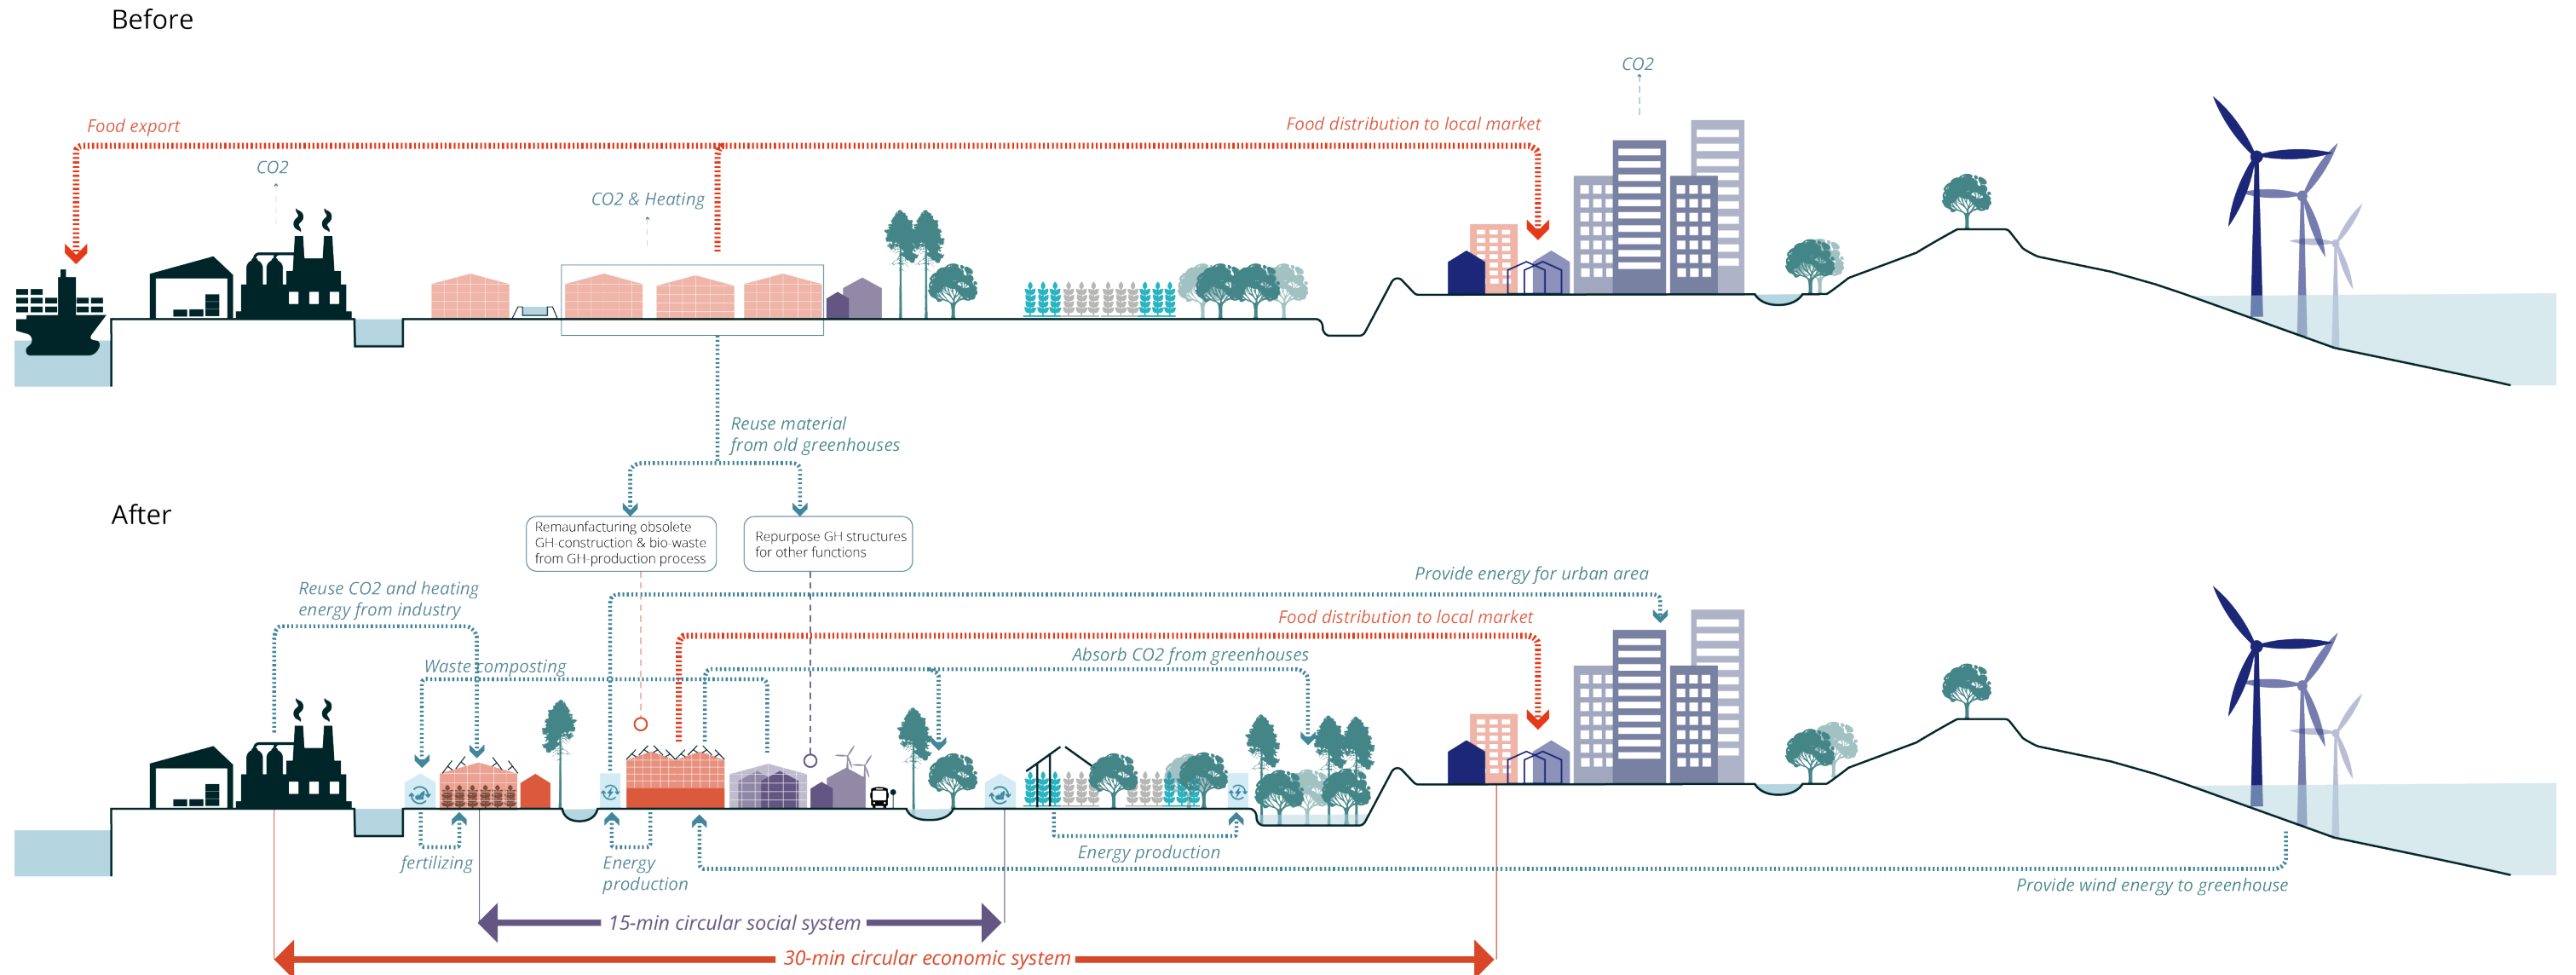 Before
CO2
Food export
Food distribution to local market
CO2
CO2 & Heating
Reuse material
from old greenhouses
After
Remaunfacturing obsolete
GH-construction & bio-waste
from GH-production process
Repurpose GH structures
for other functions
Reuse CO2 and heating
energy from industry
Provide energy for urban area
Food distribution to local market
Waste composting
Absorb CO2 from greenhouses
fertilizing
Energy
production
Energy production
Provide wind energy to greenhouse
15-min circular social system
30-min circular economic system